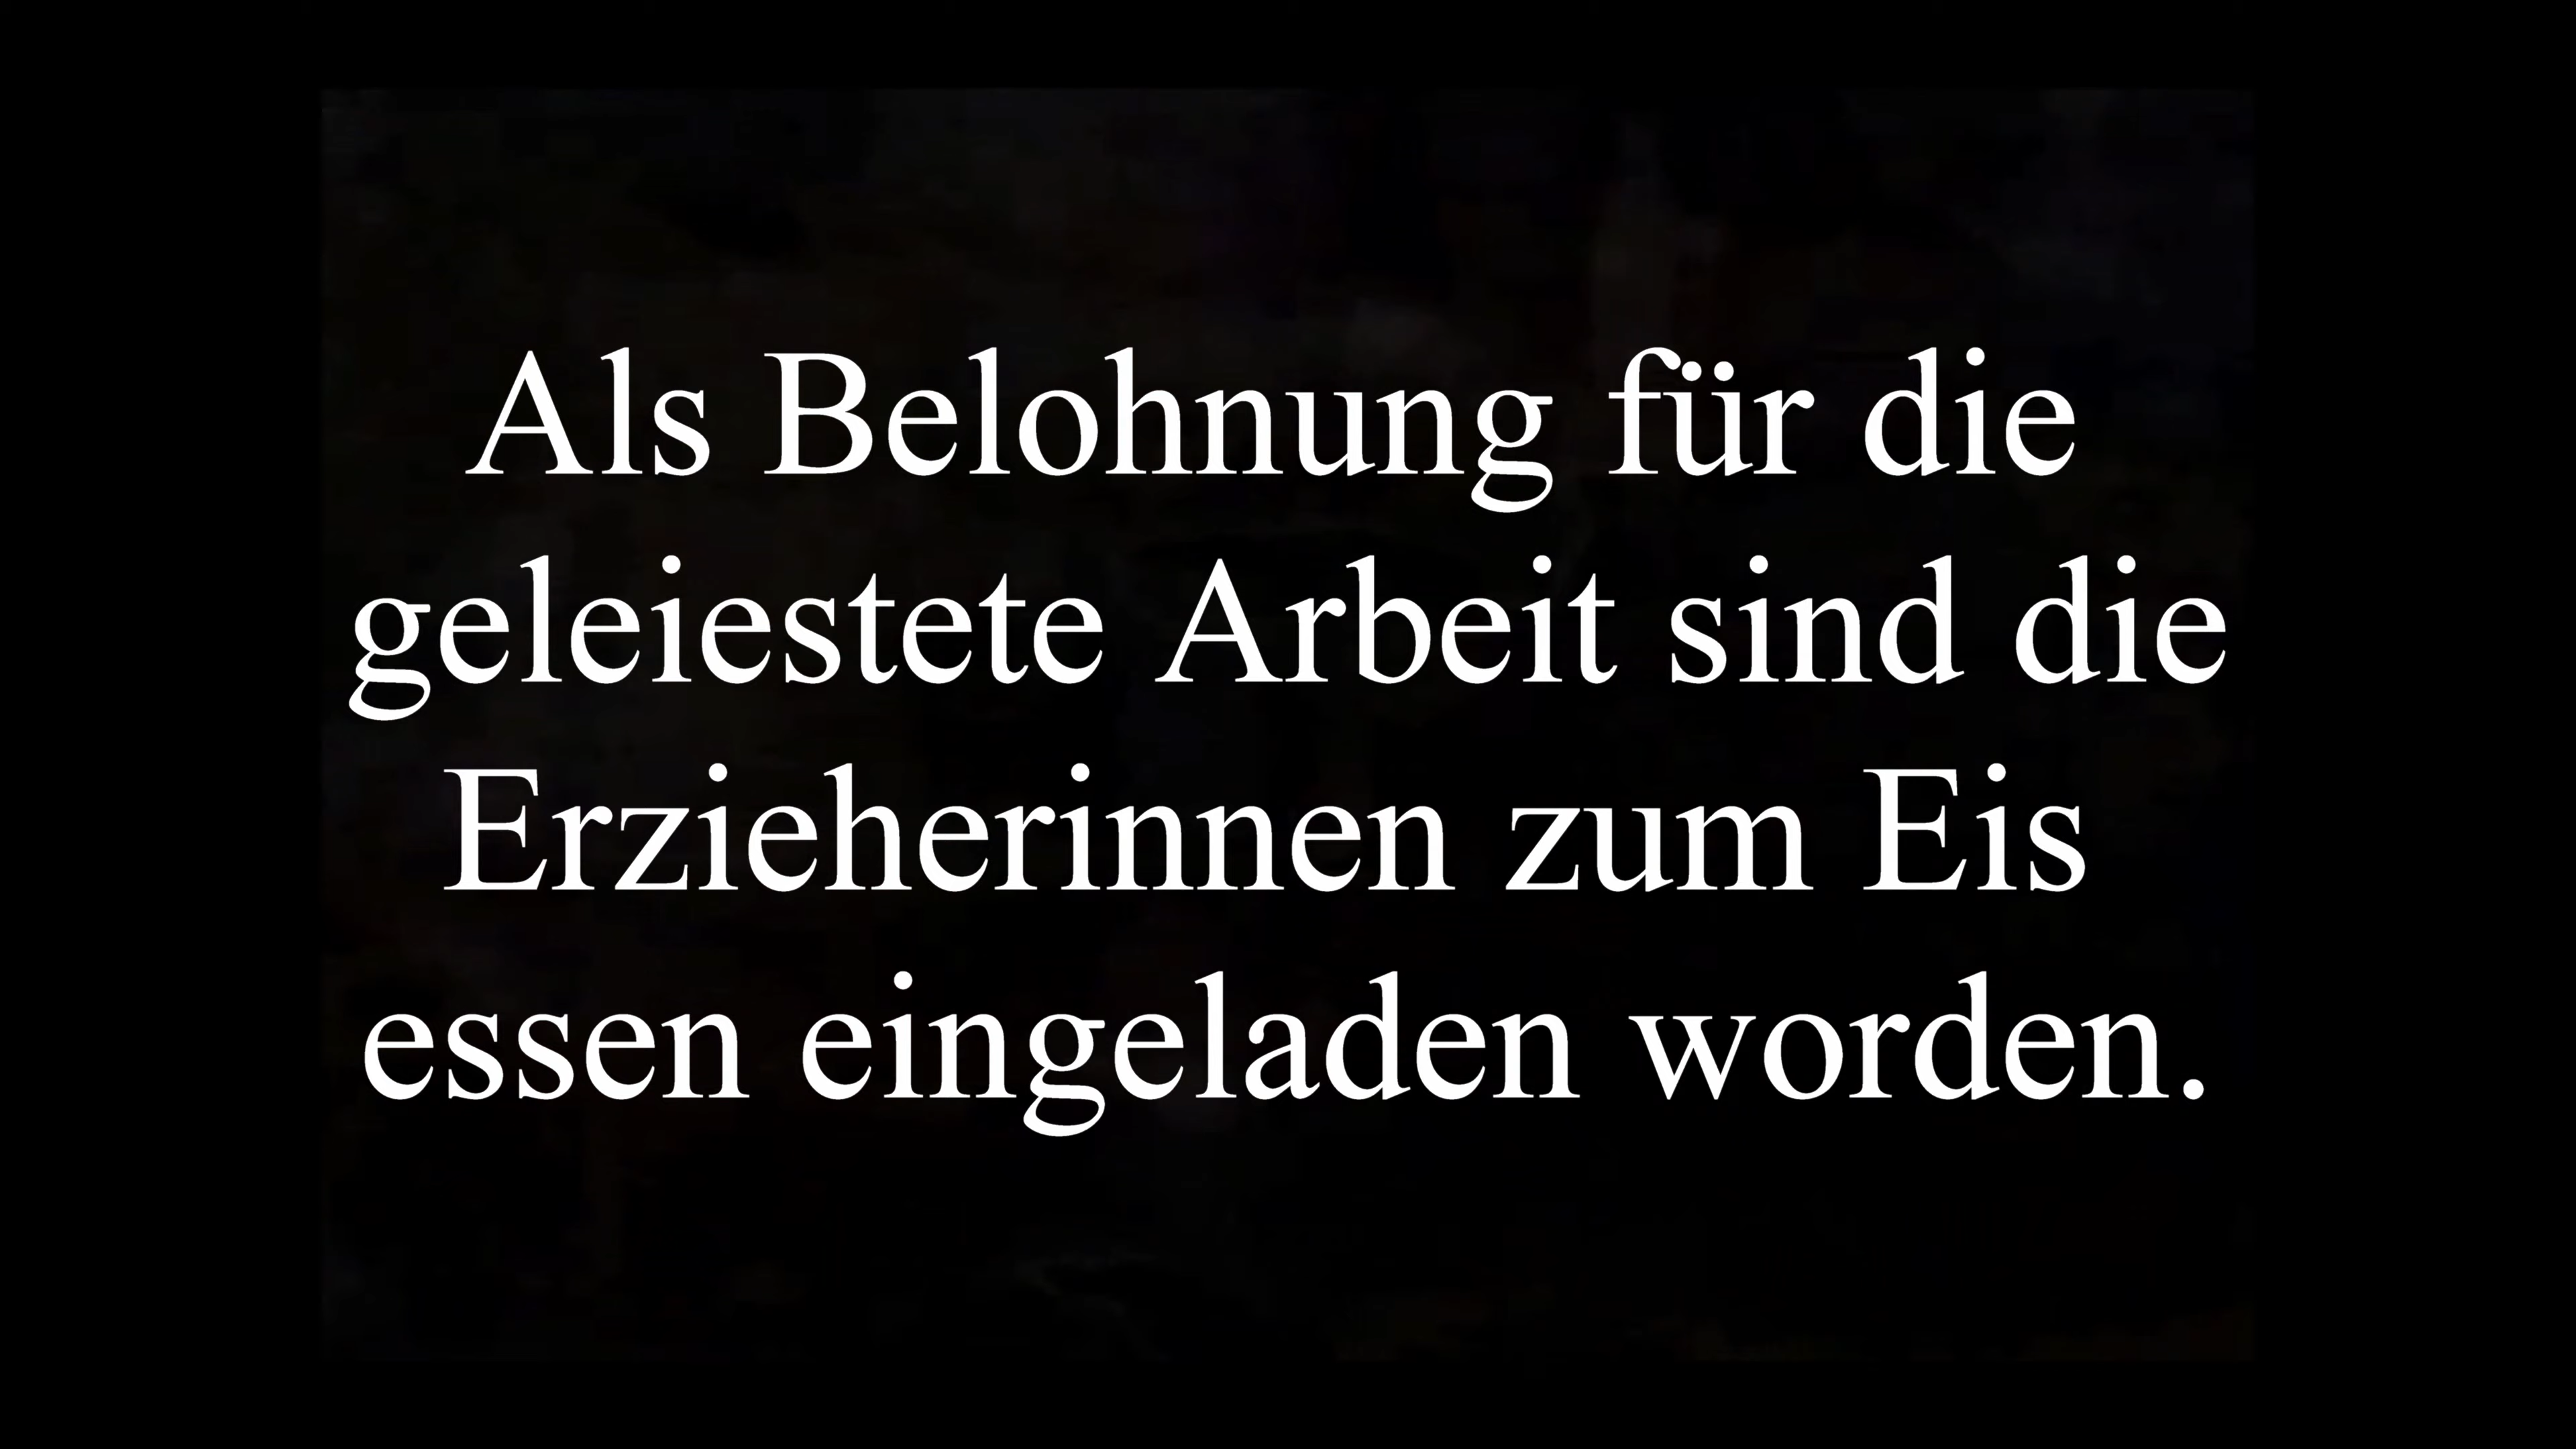 Als Belohnung für die
geleiestete Arbeit sind die
Erzieherinnen zum Eis
essen eingeladen worden.